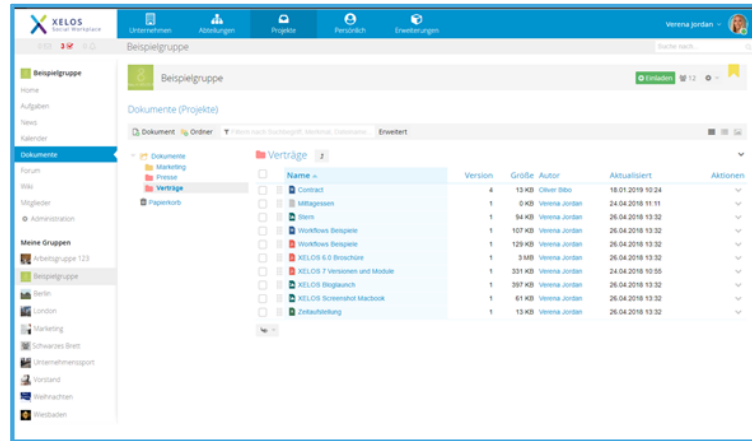 XELOS
Social Workplace
Unternehmen
Abteilungen
Projekte
Persönlich
Erweiterungen
Verena Jordan
3
Beispielgruppe
Suche nach...
Beispielgruppe
Home
Aufgaben
News
Kalender
Dokumente
Forum
Wiki
Mitglieder
Administration
Meine Gruppen
Arbeitsgruppe 123
Beispielgruppe
Berlin
London
Marketing
Schwarzes Brett
Unternehmensport
Vorstand
Weihnachten
Wiesbaden
Beispielgruppe
Einladen 12
Dokumente (Projekte)
Dokument Ordner Filtern nach Suchbegriff, Merkmal, Dateiname Erweitert
Dokumente
Marketing
Presse
Verträge
Papierkorb
Verträge
Name Version Größe Autor Aktualisiert Aktionen
Contract 4 13 KB Oliver Bibo 18.01.2019 10:24
Mittagessen 1 0 KB Verena Jordan 24.04.2018 11:11
Stern 1 94 KB Verena Jordan 26.04.2018 13:32
Workflows Beispiele 1 107 KB Verena Jordan 26.04.2018 13:32
Workflows Beispiele 1 129 KB Verena Jordan 26.04.2018 13:32
XELOS 6.0 Broschüre 1 3 MB Verena Jordan 26.04.2018 13:32
XELOS 7 Versionen und Module 1 331 KB Verena Jordan 24.04.2018 10:55
XELOS Bloglaunch 1 397 KB Verena Jordan 26.04.2018 13:32
XELOS Screenshot Macbook 1 61 KB Verena Jordan 26.04.2018 13:32
Zeitaufstellung 1 13 KB Verena Jordan 26.04.2018 13:32